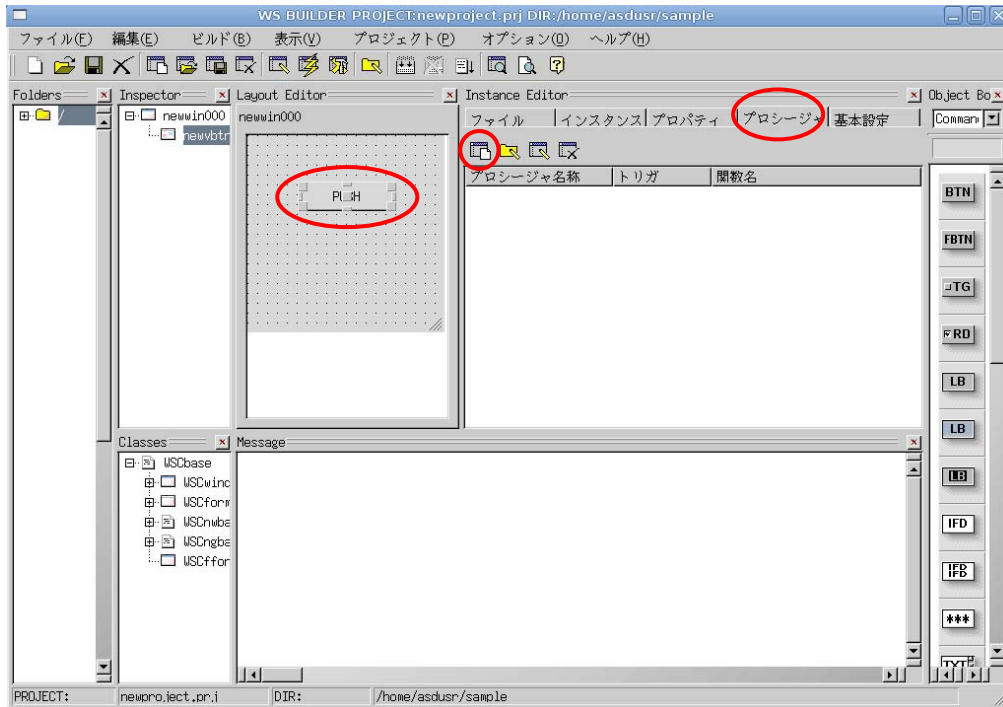 WS BUILDER PROJECT:newproject.prj DIR:/home/asdusr/sample
ファイル(F) 編集(E) ビルド(B) 表示(V) プロジェクト(P) オプション(O) ヘルプ(H)
Folders
/
Inspector
newwin000
newvbtn
Layout Editor
newwin000
PUSH
Instance Editor
ファイル インスタンス プロパティ プロシージャ 基本設定
プロシージャ名称 トリガ 関数名
Object Bo
Comman
BTN
FBTN
TG
RD
LB
LB
LB
IFD
IFD
IFD
***
TXT
Classes
WSCbase
WSCwinc
WSCform
WSCnwba
WSCngba
WSCffor
Message
PROJECT: newproject.prj DIR: /home/asdusr/sample